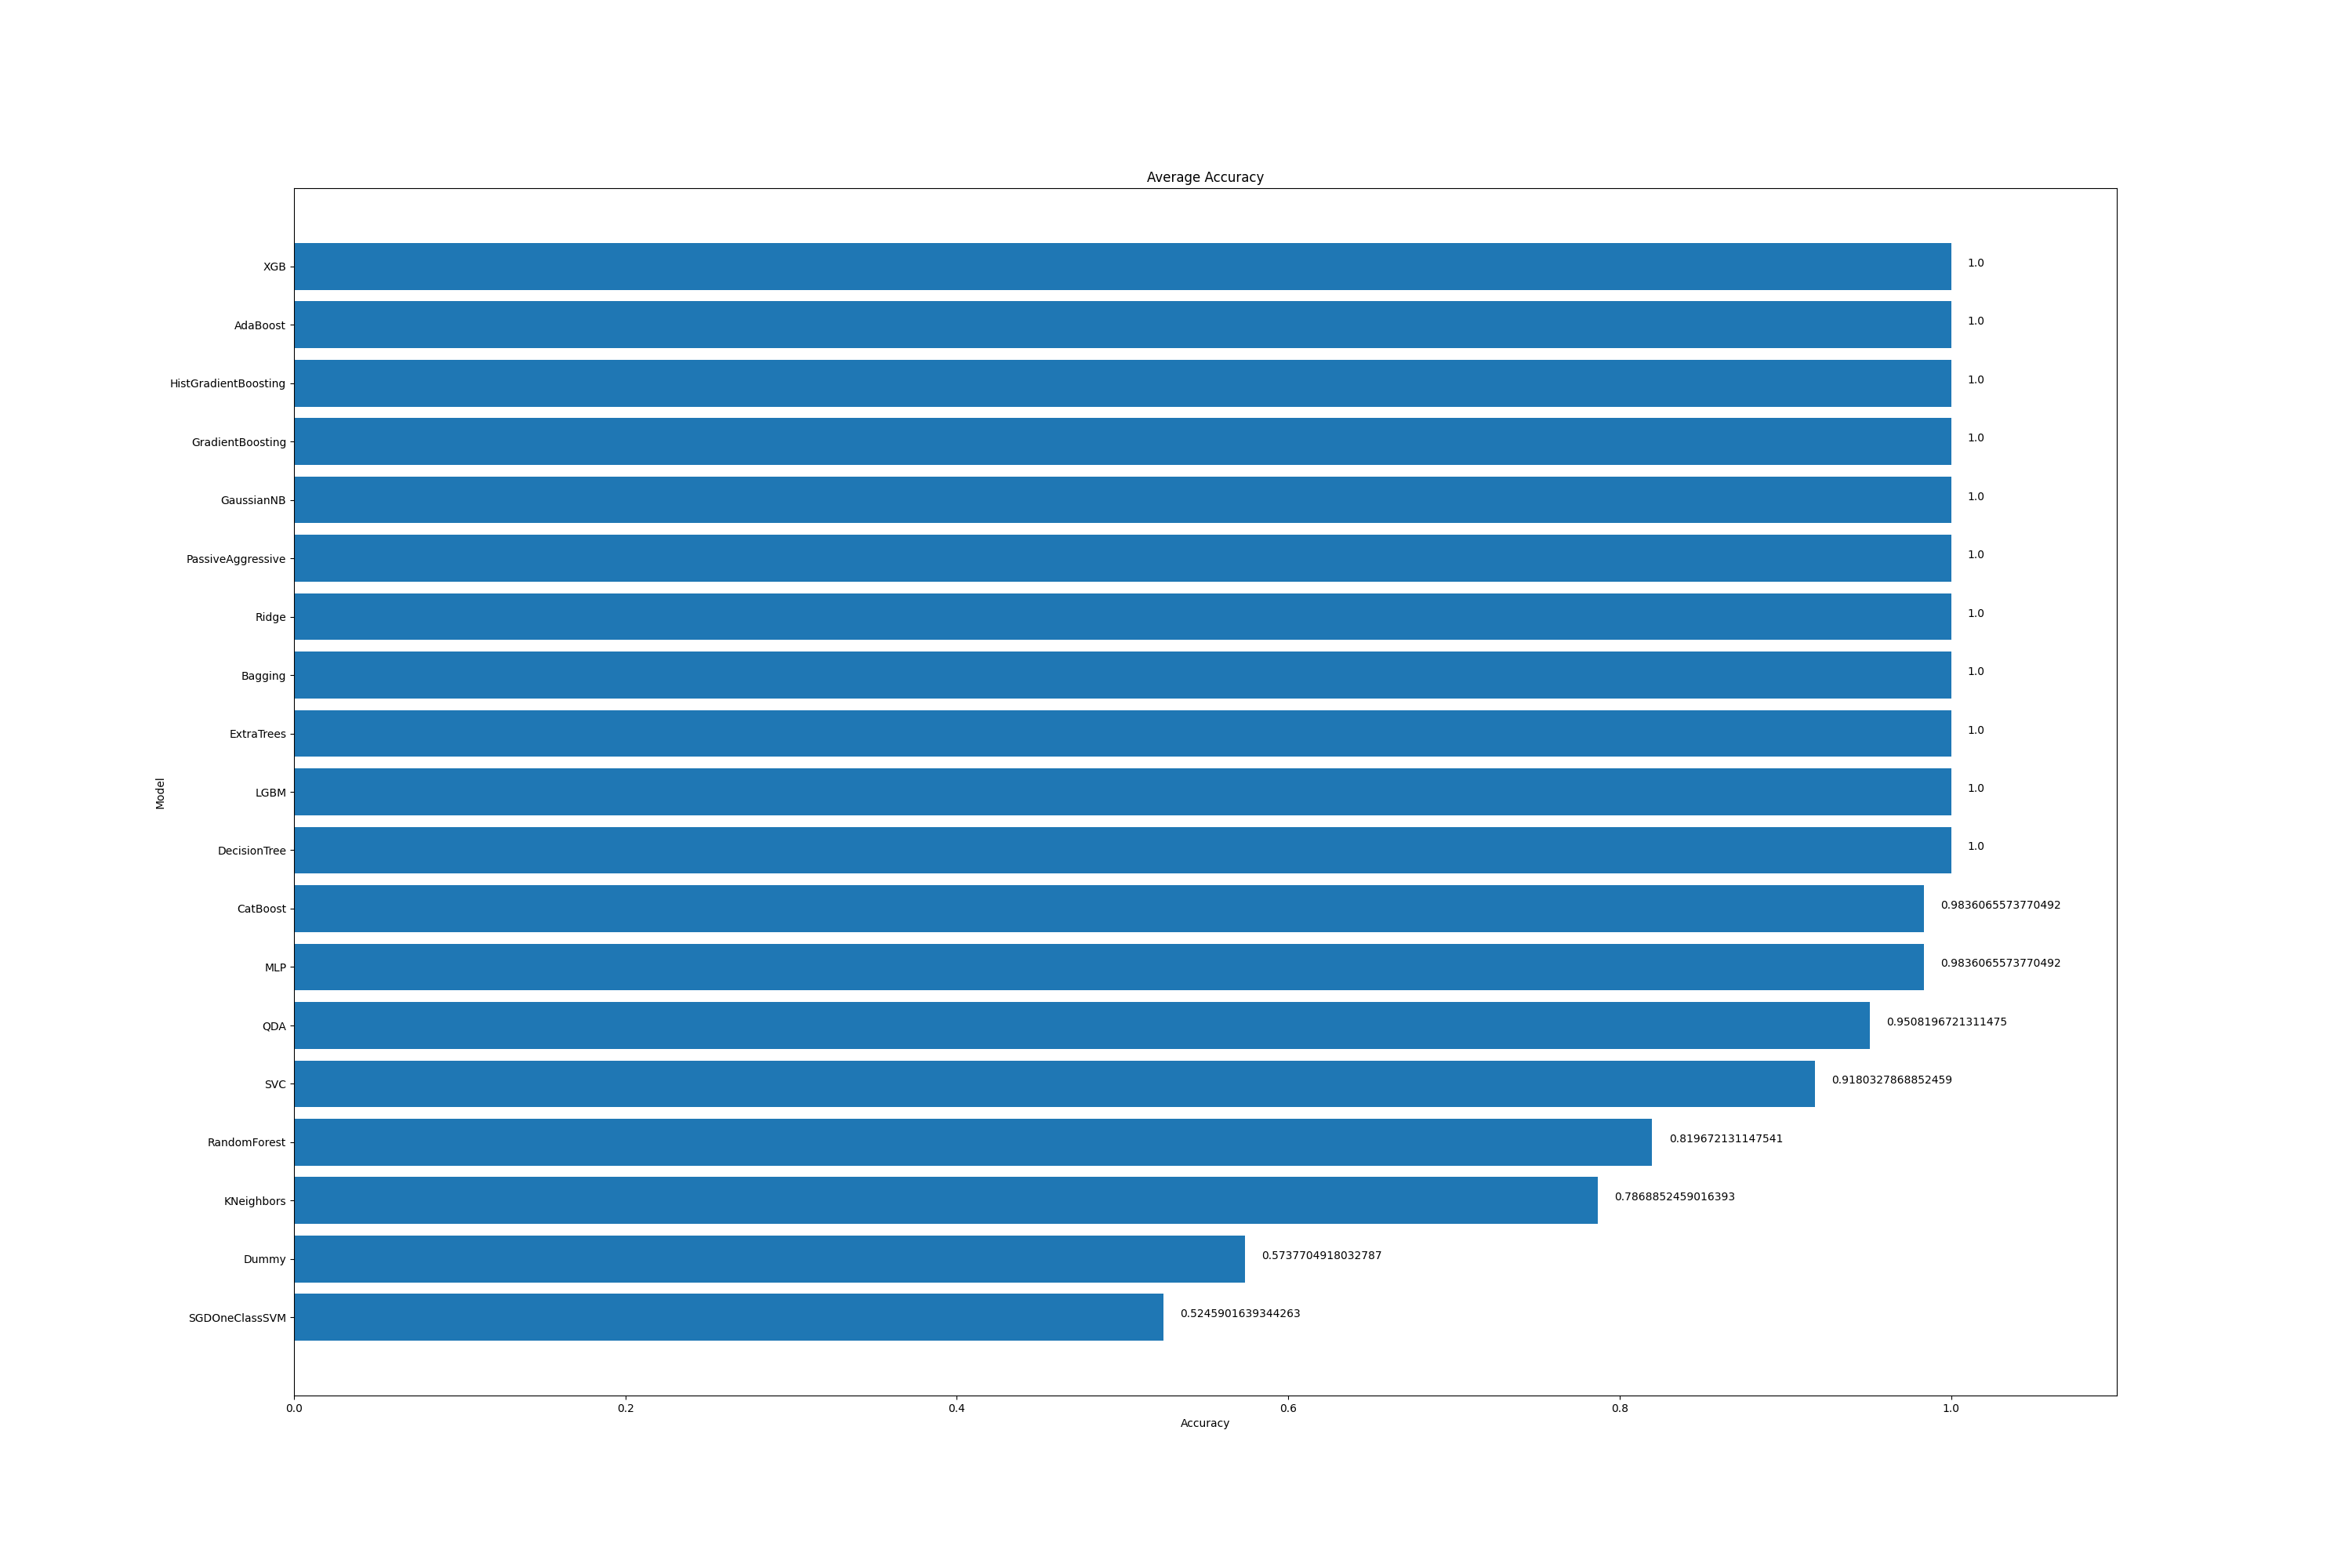 Average Accuracy
XGB 1.0
AdaBoost 1.0
HistGradientBoosting 1.0
GradientBoosting 1.0
GaussianNB 1.0
PassiveAggressive 1.0
Ridge 1.0
Bagging 1.0
ExtraTrees 1.0
LGBM 1.0
DecisionTree 1.0
CatBoost 0.9836065573770492
MLP 0.9836065573770492
QDA 0.9508196721311475
SVC 0.9180327868852459
RandomForest 0.819672131147541
KNeighbors 0.7868852459016393
Dummy 0.5737704918032787
SGDOneClassSVM 0.5245901639344263
Model
0.0 0.2 0.4 0.6 0.8 1.0
Accuracy